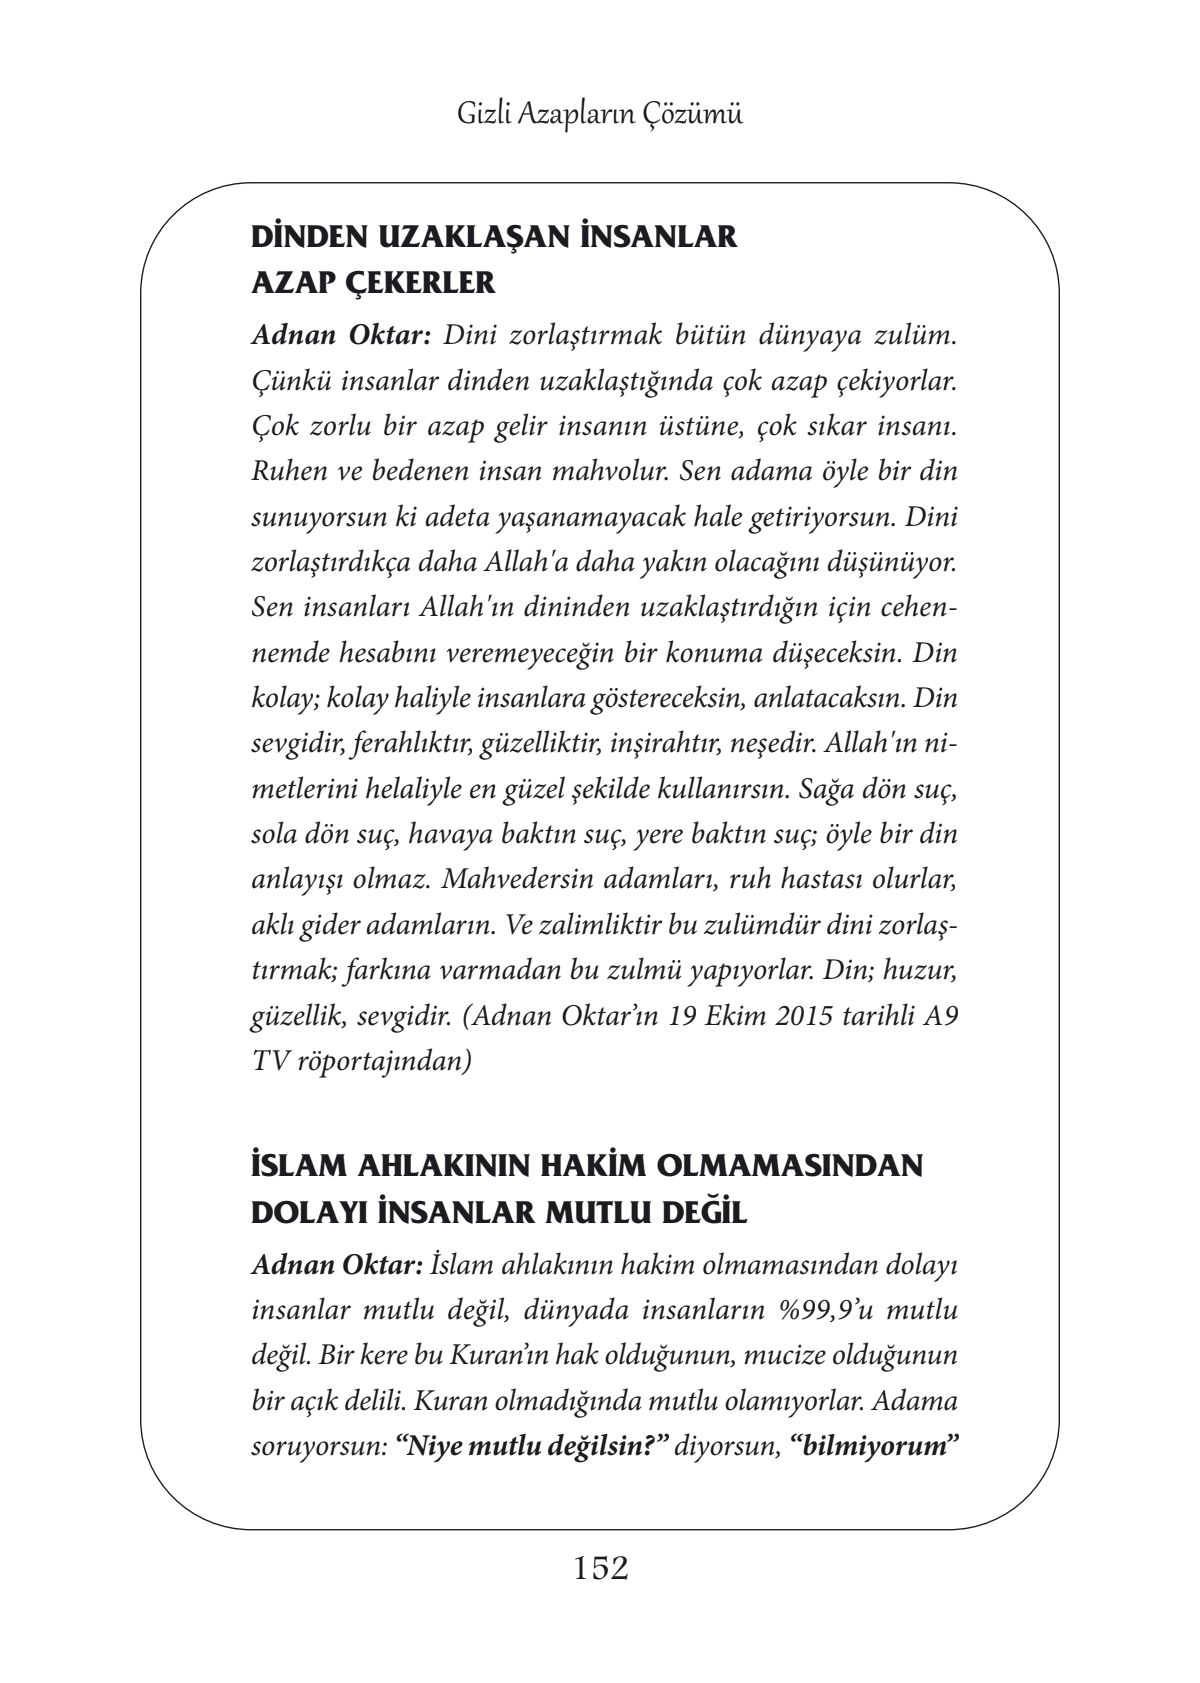 Gizli Azapların Çözümü
DİNDEN UZAKLAŞAN İNSANLAR
AZAP ÇEKERLER
Adnan Oktar: Dini zorlaştırmak bütün dünyaya zulüm.
Çünkü insanlar dinden uzaklaştığında çok azap çekiyorlar.
Çok zorlu bir azap gelir insanın üstüne, çok sıkar insanı.
Ruhen ve bedenen insan mahvolur. Sen adama öyle bir din
sunuyorsun ki adeta yaşanamayacak hale getiriyorsun. Dini
zorlaştırdıkça daha Allah'a daha yakın olacağını düşünüyor.
Sen insanları Allah'ın dininden uzaklaştırdığın için cehen-
nemde hesabını veremeyeceğin bir konuma düşeceksin. Din
kolay; kolay haliyle insanlara göstereceksin, anlatacaksın. Din
sevgidir, ferahlıktır, güzelliktir, inşirahtır, neşedir. Allah'ın ni-
metlerini helaliyle en güzel şekilde kullanırsın. Sağa dön suç,
sola dön suç, havaya baktın suç, yere baktın suç; öyle bir din
anlayışı olmaz. Mahvedersin adamları, ruh hastası olurlar,
aklı gider adamların. Ve zalimliktir bu zulümdür dini zorlaş-
tırmak; farkına varmadan bu zulmü yapıyorlar. Din; huzur,
güzellik, sevgidir. (Adnan Oktar’ın 19 Ekim 2015 tarihli A9
TV röportajından)
İSLAM AHLAKININ HAKİM OLMAMASINDAN
DOLAYI İNSANLAR MUTLU DEĞİL
Adnan Oktar: İslam ahlakının hakim olmamasından dolayı
insanlar mutlu değil, dünyada insanların %99,9’u mutlu
değil. Bir kere bu Kuran’ın hak olduğunun, mucize olduğunun
bir açık delili. Kuran olmadığında mutlu olamıyorlar. Adama
soruyorsun: “Niye mutlu değilsin?” diyorsun, “bilmiyorum”
152